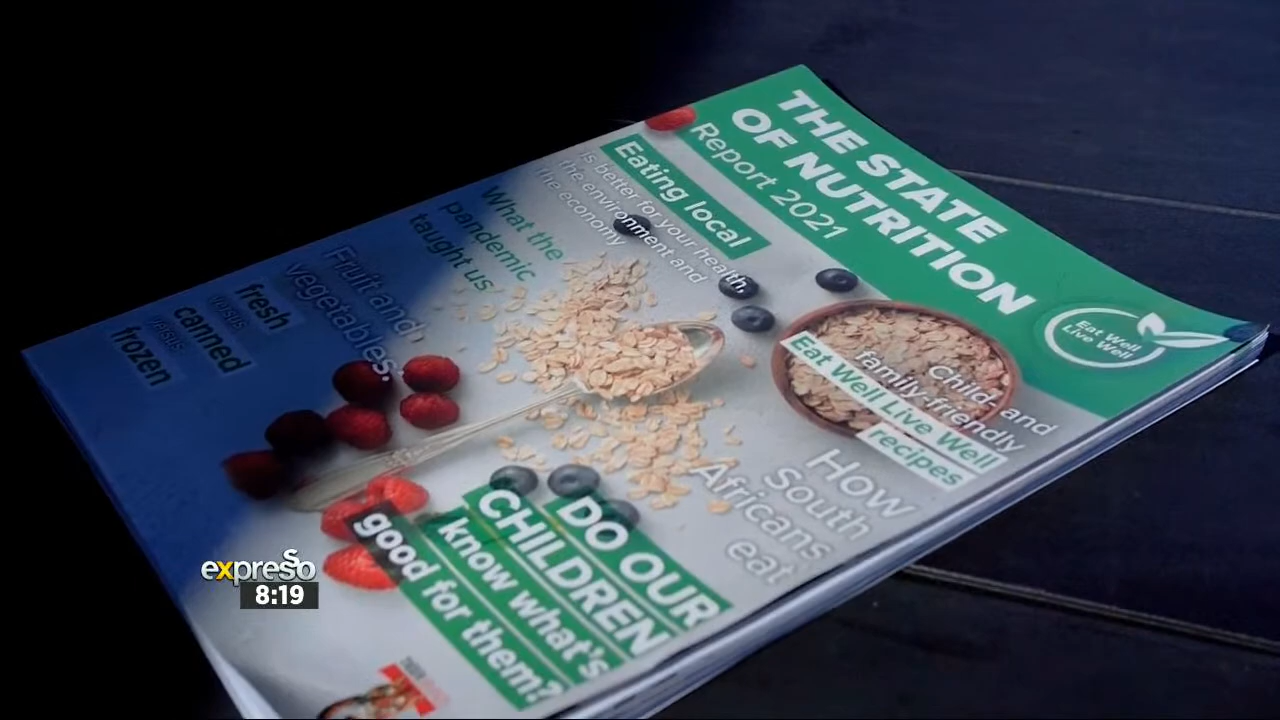 THE STATE
OF NUTRITION
Report 2021
Eating local
is better for your health,
the environment and
the economy
What the
pandemic
taught us
Fruit and
vegetables:
fresh
versus
canned
versus
frozen
Eat Well
Live Well
Child and
family-friendly
Eat Well Live Well
recipes
How
South
Africans
eat
DO OUR
CHILDREN
know what's
good for them?
expresso
8:19